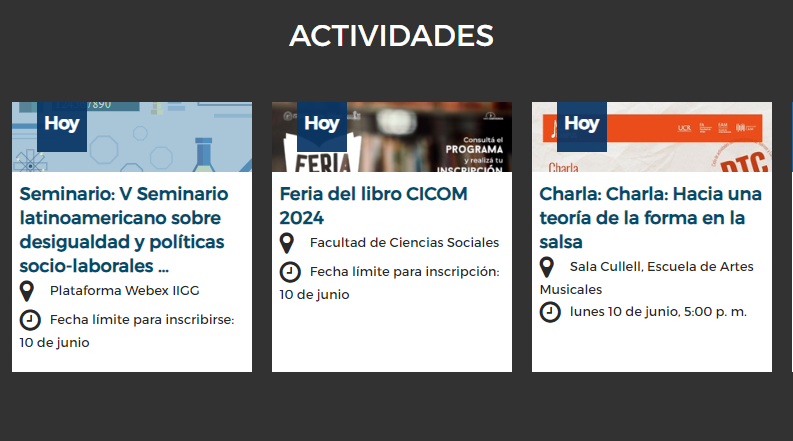 ACTIVIDADES
7890
Hoy
Seminario: V Seminario
latinoamericano sobre
desigualdad y políticas
socio-laborales ...
Plataforma Webex IIGG
Fecha límite para inscribirse:
10 de junio
Hoy
FERIA
Consultá el
PROGRAMA
y realizá tu
INSCRIPCIÓN
Feria del libro CICOM
2024
Facultad de Ciencias Sociales
Fecha límite para inscripción:
10 de junio
Hoy
UCR
Charla
DTC
Charla: Charla: Hacia una
teoría de la forma en la
salsa
Sala Cullell, Escuela de Artes
Musicales
lunes 10 de junio, 5:00 p. m.